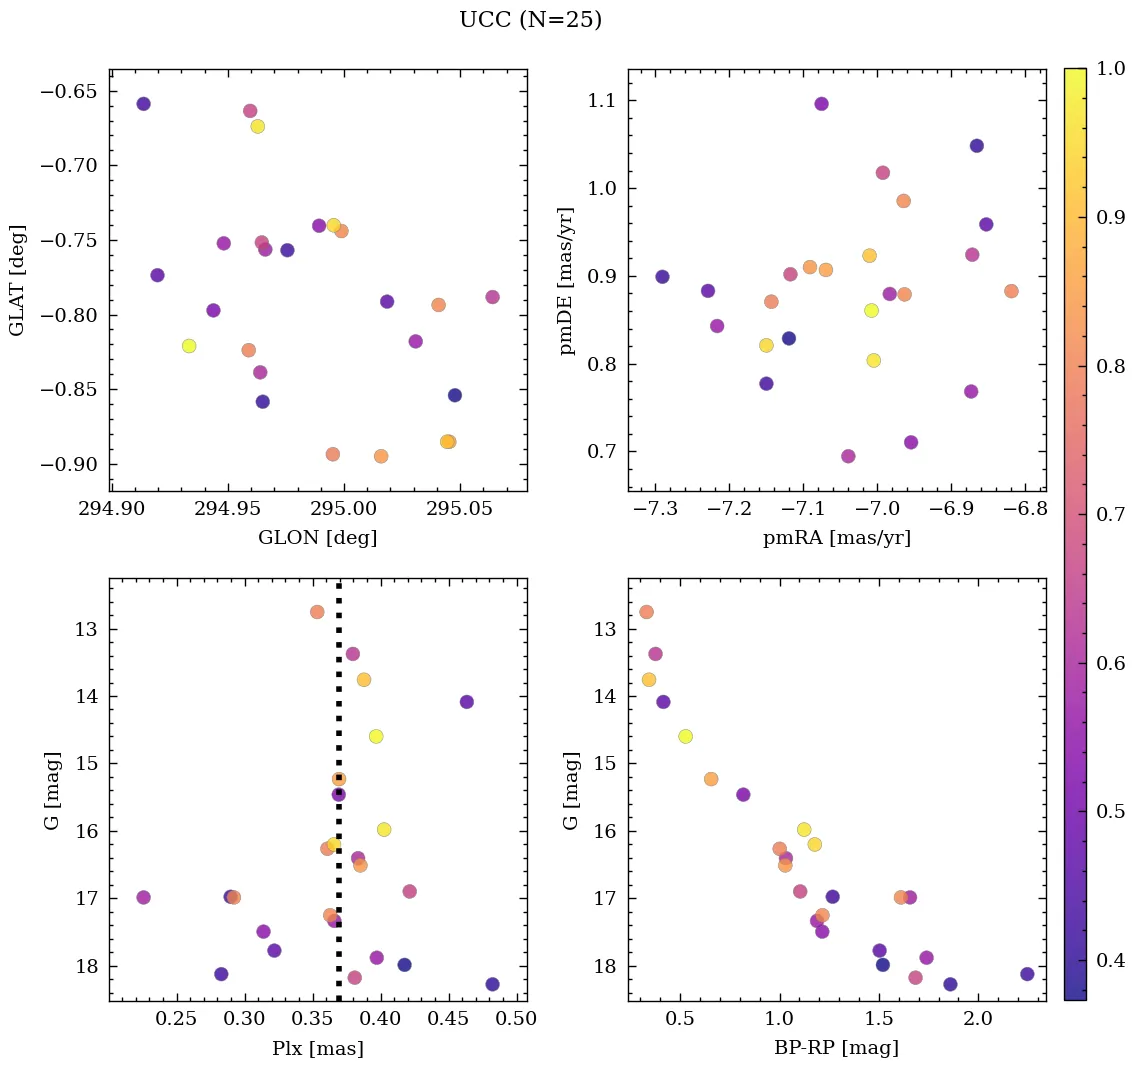 UCC (N=25)
−0.65
−0.70
−0.75
−0.80
−0.85
−0.90
GLAT [deg]
294.90 294.95 295.00 295.05
GLON [deg]
1.1
1.0
0.9
0.8
0.7
pmDE [mas/yr]
−7.3 −7.2 −7.1 −7.0 −6.9 −6.8
pmRA [mas/yr]
13
14
15
16
17
18
G [mag]
0.25 0.30 0.35 0.40 0.45 0.50
Plx [mas]
13
14
15
16
17
18
G [mag]
0.5 1.0 1.5 2.0
BP-RP [mag]
1.0
0.9
0.8
0.7
0.6
0.5
0.4